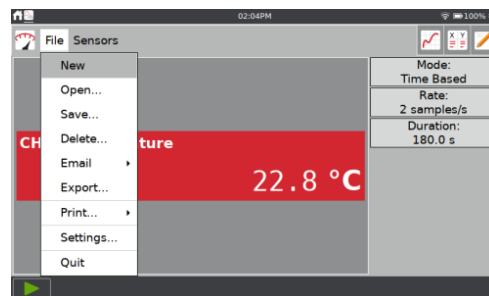 02:04PM
100%
File Sensors
New
Open...
Save...
Delete...
Email
Export...
Print...
Settings...
Quit
CH ture
22.8 °C
X Y
Mode:
Time Based
Rate:
2 samples/s
Duration:
180.0 s